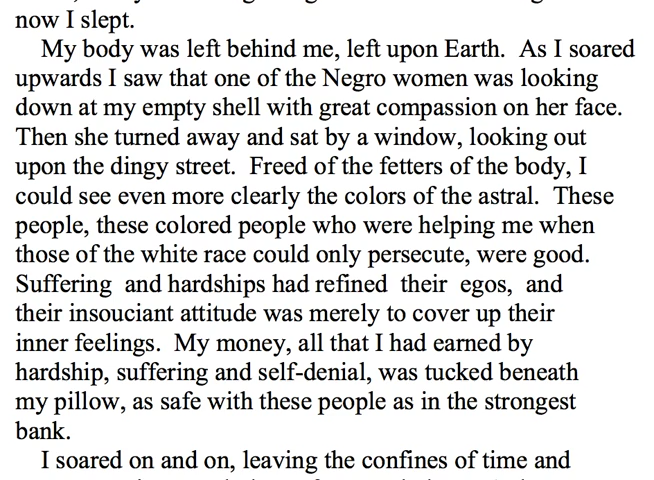 now I slept.
My body was left behind me, left upon Earth. As I soared
upwards I saw that one of the Negro women was looking
down at my empty shell with great compassion on her face.
Then she turned away and sat by a window, looking out
upon the dingy street. Freed of the fetters of the body, I
could see even more clearly the colors of the astral. These
people, these colored people who were helping me when
those of the white race could only persecute, were good.
Suffering and hardships had refined their egos, and
their insouciant attitude was merely to cover up their
inner feelings. My money, all that I had earned by
hardship, suffering and self-denial, was tucked beneath
my pillow, as safe with these people as in the strongest
bank.
I soared on and on, leaving the confines of time and